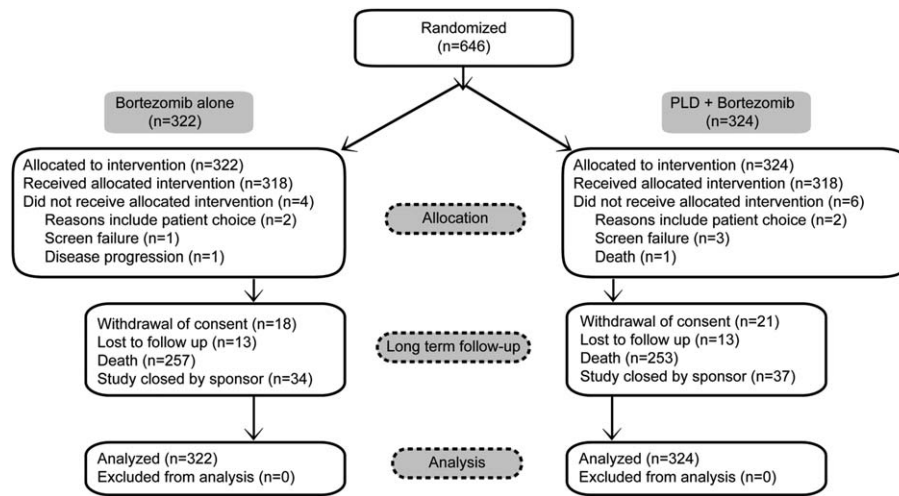 Randomized
(n=646)
Bortezomib alone
(n=322)
PLD + Bortezomib
(n=324)
Allocated to intervention (n=322)
Received allocated intervention (n=318)
Did not receive allocated intervention (n=4)
Reasons include patient choice (n=2)
Screen failure (n=1)
Disease progression (n=1)
Allocation
Allocated to intervention (n=324)
Received allocated intervention (n=318)
Did not receive allocated intervention (n=6)
Reasons include patient choice (n=2)
Screen failure (n=3)
Death (n=1)
Withdrawal of consent (n=18)
Lost to follow up (n=13)
Death (n=257)
Study closed by sponsor (n=34)
Long term follow-up
Withdrawal of consent (n=21)
Lost to follow up (n=13)
Death (n=253)
Study closed by sponsor (n=37)
Analyzed (n=322)
Excluded from analysis (n=0)
Analysis
Analyzed (n=324)
Excluded from analysis (n=0)